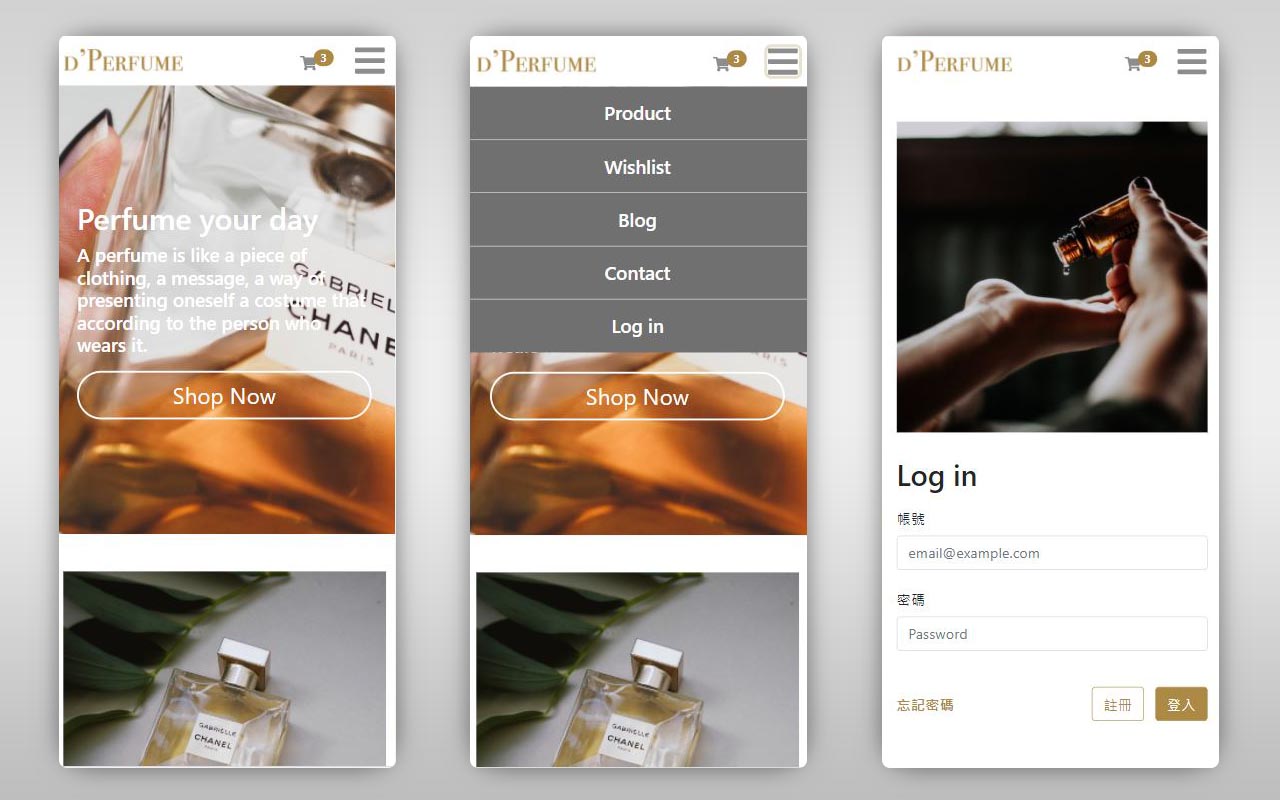 d’Perfume
3
Perfume your day
A perfume is like a piece of
clothing, a message, a way of
presenting oneself a costume that
according to the person who
wears it.
GABRIELLE
CHANEL
PARIS
Shop Now
GABRIELLE
CHANEL
PARIS
d’Perfume
3
Product
Wishlist
Blog
Contact
Log in
Shop Now
GABRIELLE
CHANEL
PARIS
d’Perfume
3
Log in
帳號
email@example.com
密碼
Password
忘記密碼
註冊
登入